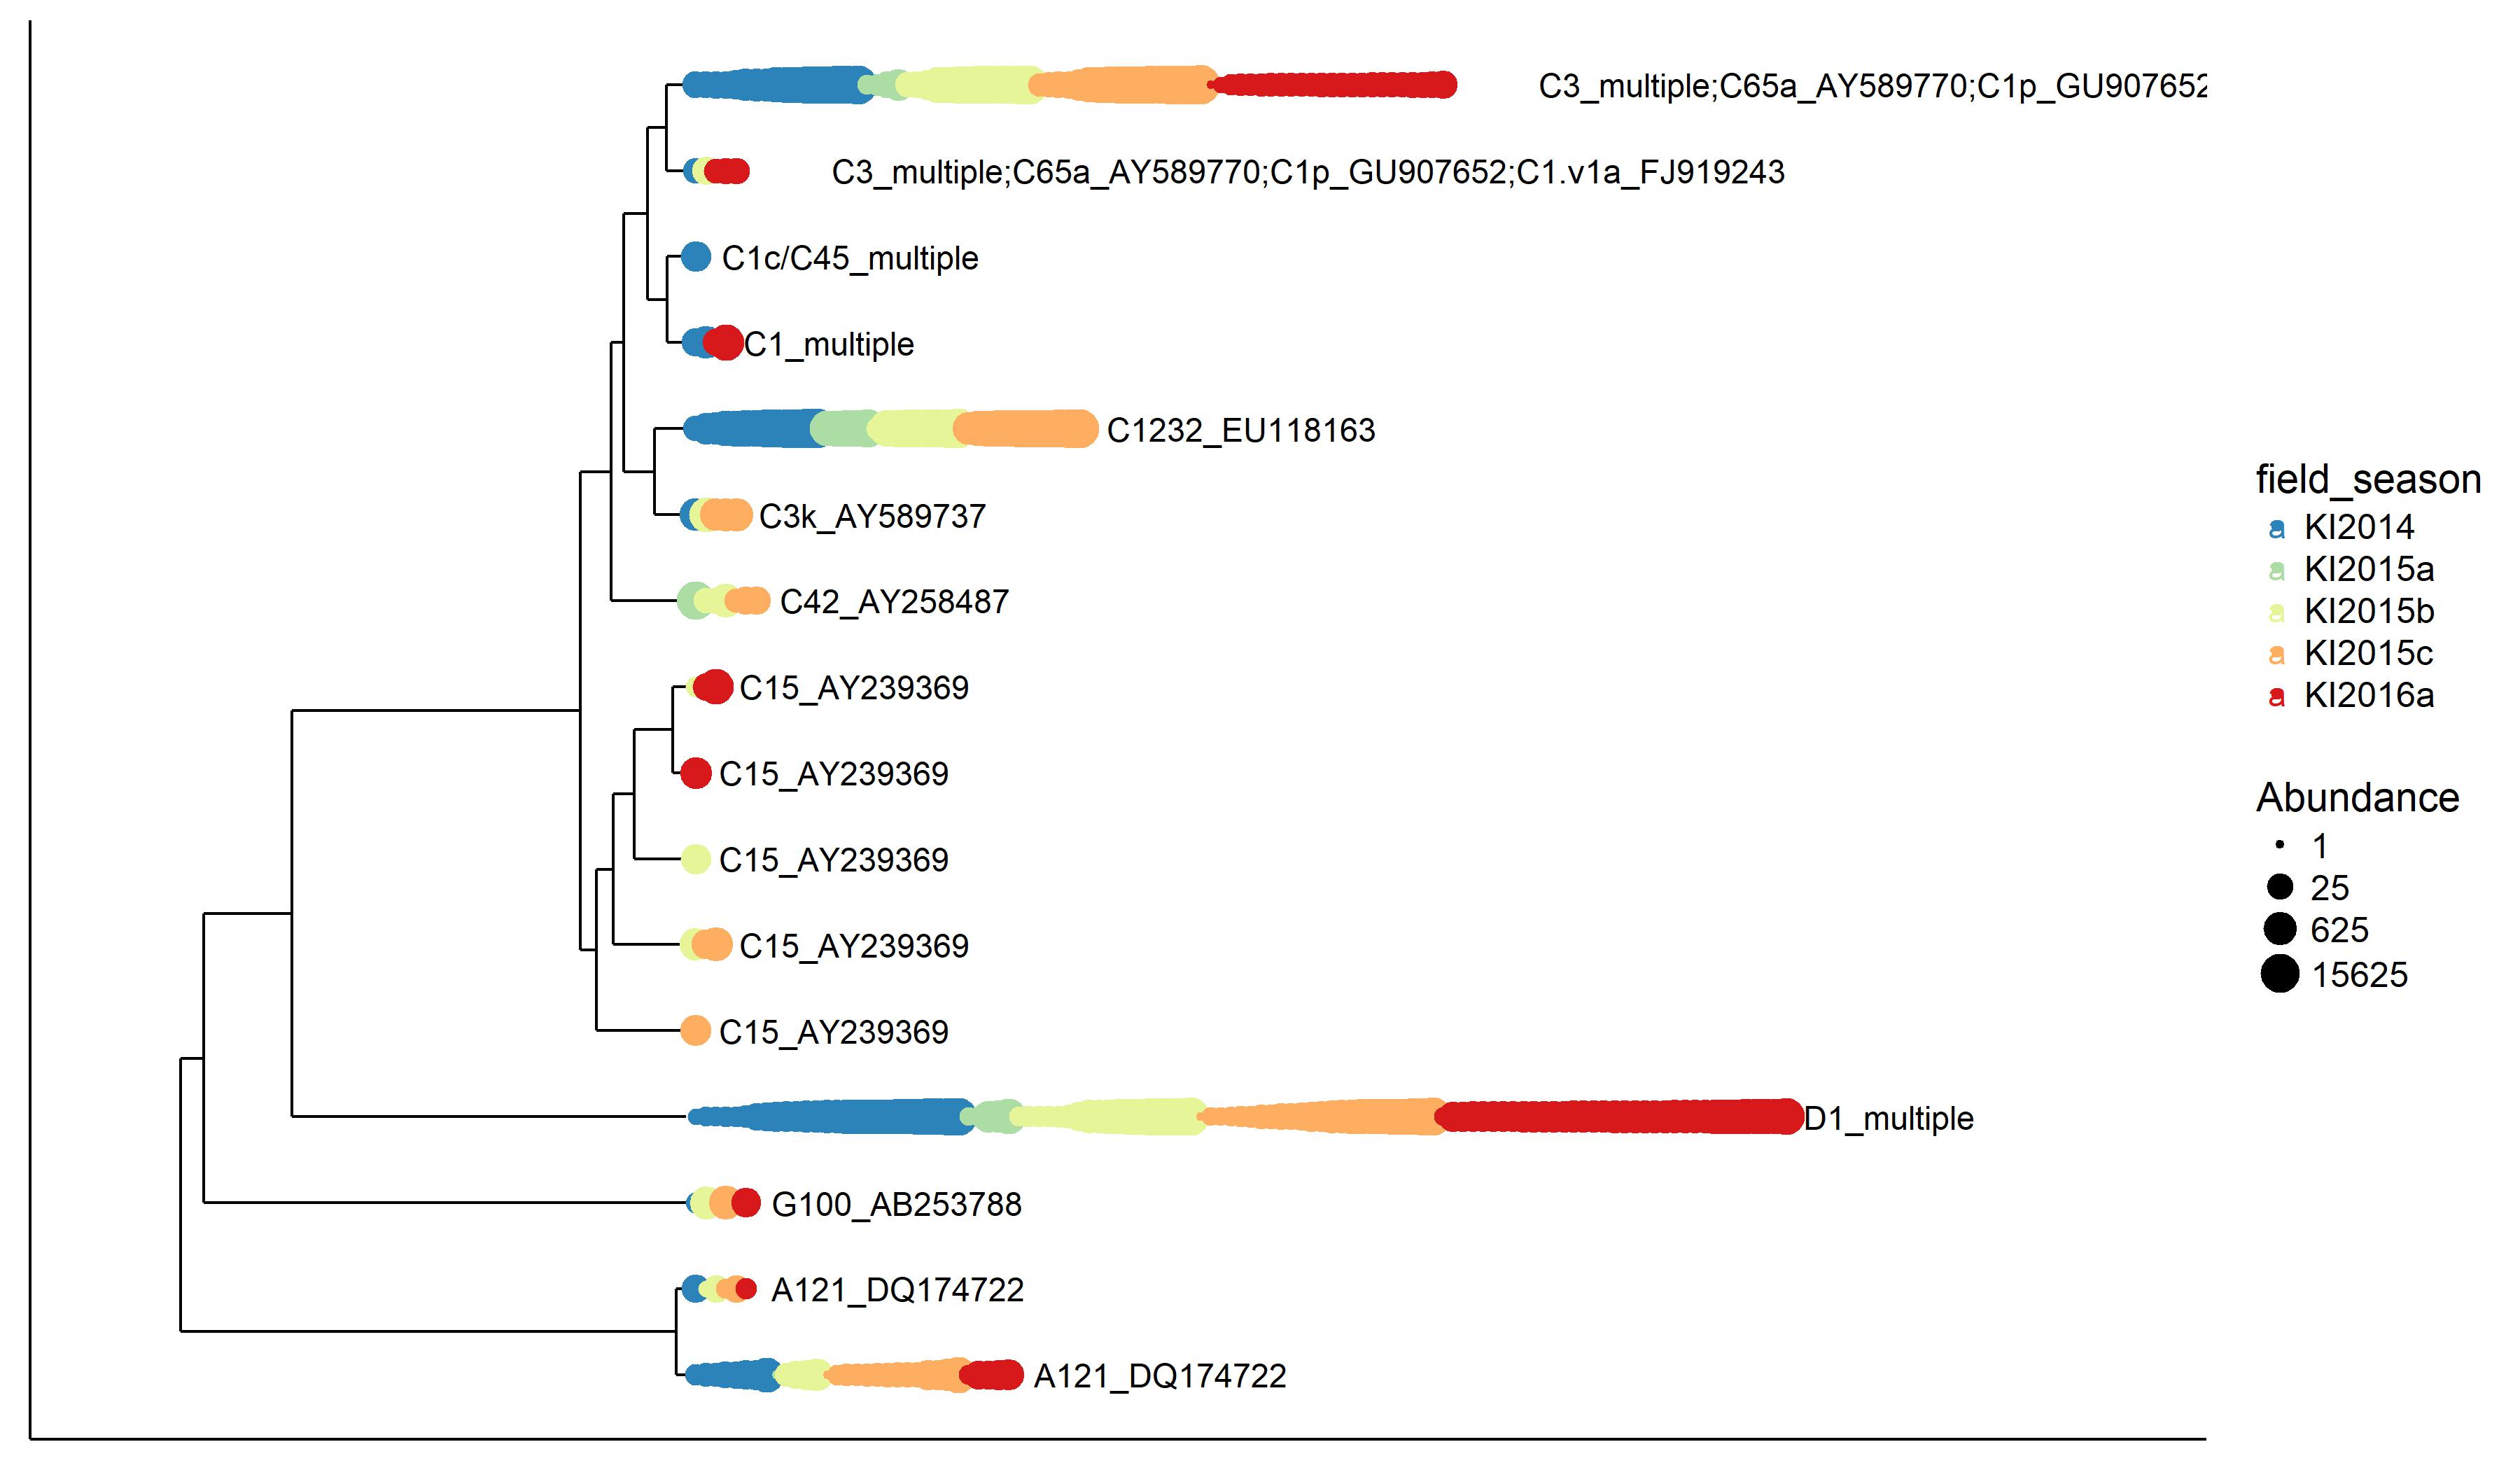 C3_multiple;C65a_AY589770;C1p_GU907652
C3_multiple;C65a_AY589770;C1p_GU907652;C1.v1a_FJ919243
C1c/C45_multiple
C1_multiple
C1232_EU118163
C3k_AY589737
C42_AY258487
C15_AY239369
C15_AY239369
C15_AY239369
C15_AY239369
C15_AY239369
D1_multiple
G100_AB253788
A121_DQ174722
A121_DQ174722
field_season
a KI2014
a KI2015a
a KI2015b
a KI2015c
a KI2016a
Abundance
1
25
625
15625